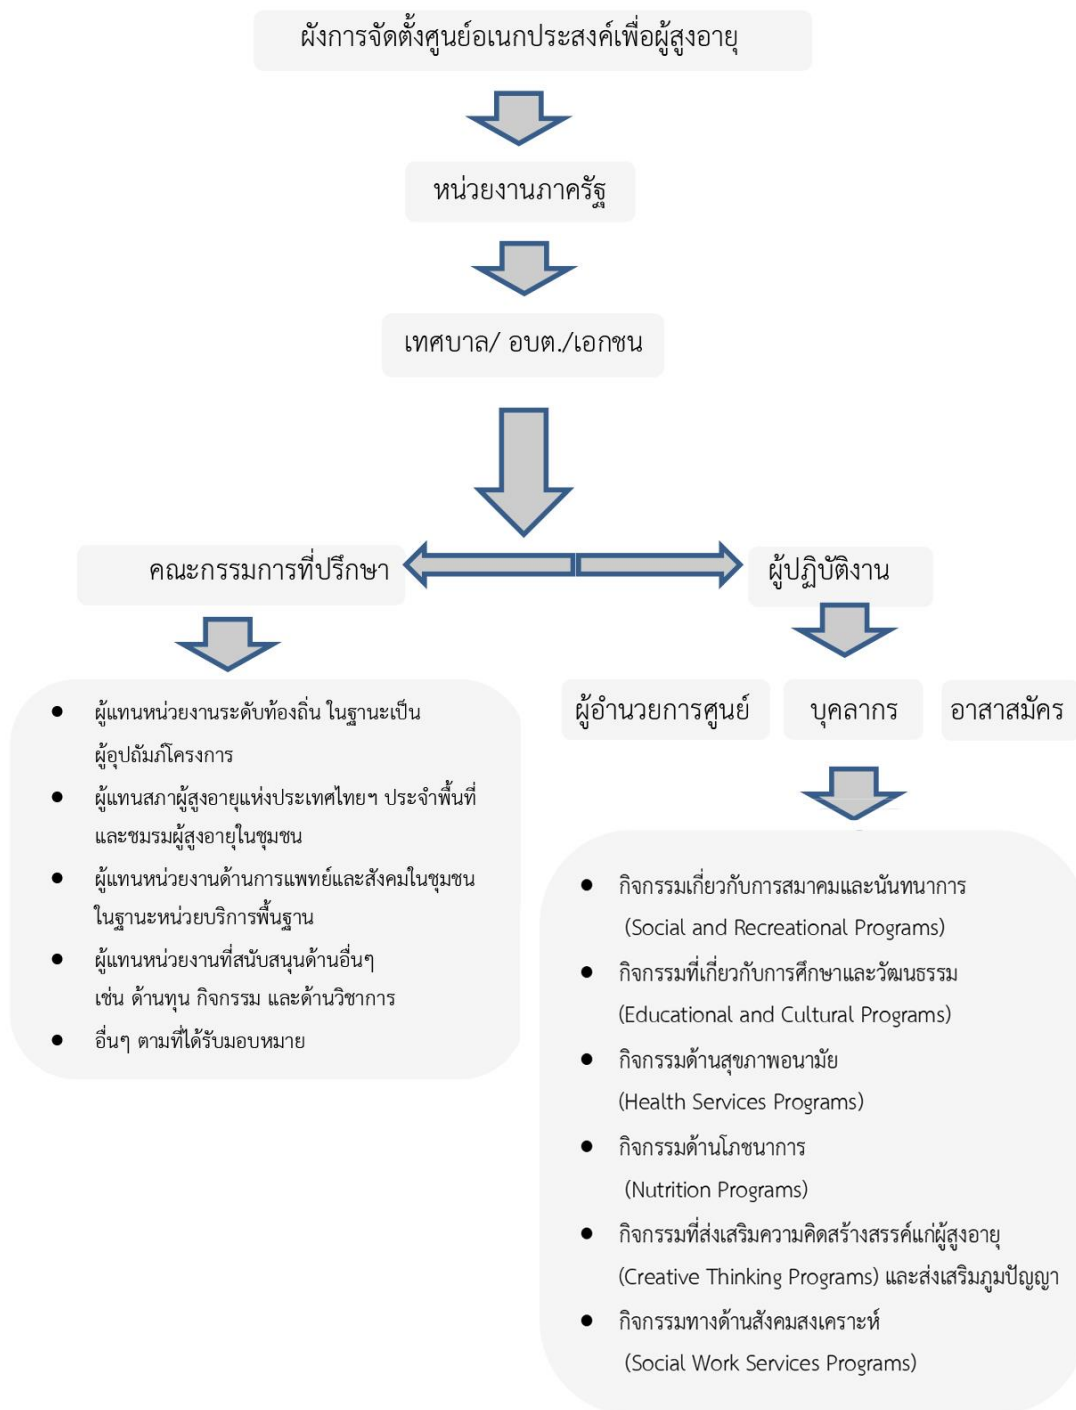 ผังการจัดตั้งศูนย์อเนกประสงค์เพื่อผู้สูงอายุ
หน่วยงานภาครัฐ
เทศบาล/ อบต./เอกชน
คณะกรรมการที่ปรึกษา
ผู้ปฏิบัติงาน
● ผู้แทนหน่วยงานระดับท้องถิ่น ในฐานะเป็น
ผู้อุปถัมภ์โครงการ
● ผู้แทนสภาผู้สูงอายุแห่งประเทศไทยฯ ประจำพื้นที่
และชมรมผู้สูงอายุในชุมชน
● ผู้แทนหน่วยงานด้านการแพทย์และสังคมในชุมชน
ในฐานะหน่วยบริการพื้นฐาน
● ผู้แทนหน่วยงานที่สนับสนุนด้านอื่นๆ
เช่น ด้านทุน กิจกรรม และด้านวิชาการ
● อื่นๆ ตามที่ได้รับมอบหมาย
ผู้อำนวยการศูนย์
บุคลากร
อาสาสมัคร
● กิจกรรมเกี่ยวกับการสมาคมและนันทนาการ
(Social and Recreational Programs)
● กิจกรรมที่เกี่ยวกับการศึกษาและวัฒนธรรม
(Educational and Cultural Programs)
● กิจกรรมด้านสุขภาพอนามัย
(Health Services Programs)
● กิจกรรมด้านโภชนาการ
(Nutrition Programs)
● กิจกรรมที่ส่งเสริมความคิดสร้างสรรค์แก่ผู้สูงอายุ
(Creative Thinking Programs) และส่งเสริมภูมปัญญา
● กิจกรรมทางด้านสังคมสงเคราะห์
(Social Work Services Programs)